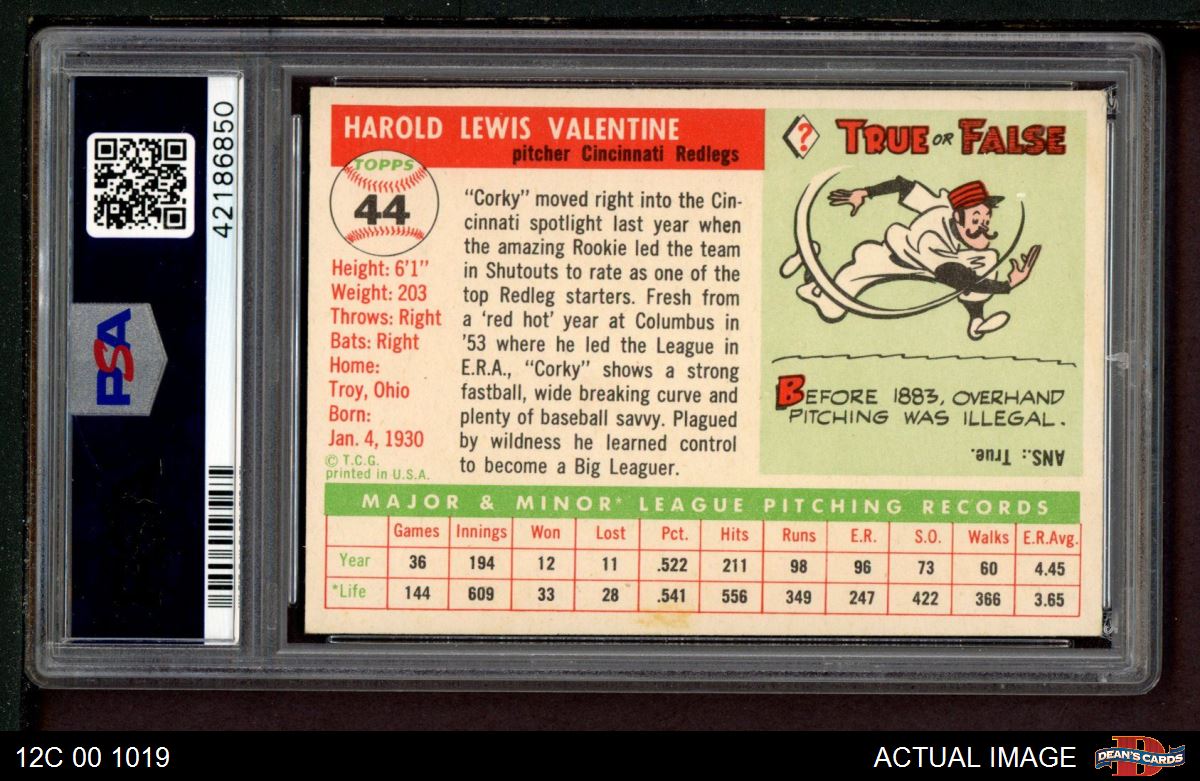 42186850
PSA
HAROLD LEWIS VALENTINE
pitcher Cincinnati Redlegs
TOPPS
44
Height: 6'1"
Weight: 203
Throws: Right
Bats: Right
Home:
Troy, Ohio
Born:
Jan. 4, 1930
© T.C.G.
printed in U.S.A.
"Corky" moved right into the Cin-
cinnati spotlight last year when
the amazing Rookie led the team
in Shutouts to rate as one of the
top Redleg starters. Fresh from
a 'red hot' year at Columbus in
'53 where he led the League in
E.R.A., "Corky" shows a strong
fastball, wide breaking curve and
plenty of baseball savvy. Plagued
by wildness he learned control
to become a Big Leaguer.
? TRUE OR FALSE
BEFORE 1883, OVERHAND
PITCHING WAS ILLEGAL.
ANS.: True.
MAJOR & MINOR* LEAGUE PITCHING RECORDS
Games Innings Won Lost Pct. Hits Runs E.R. S.O. Walks E.R.Avg.
Year 36 194 12 11 .522 211 98 96 73 60 4.45
*Life 144 609 33 28 .541 556 349 247 422 366 3.65
12C 00 1019
ACTUAL IMAGE
D
DEAN'S CARDS